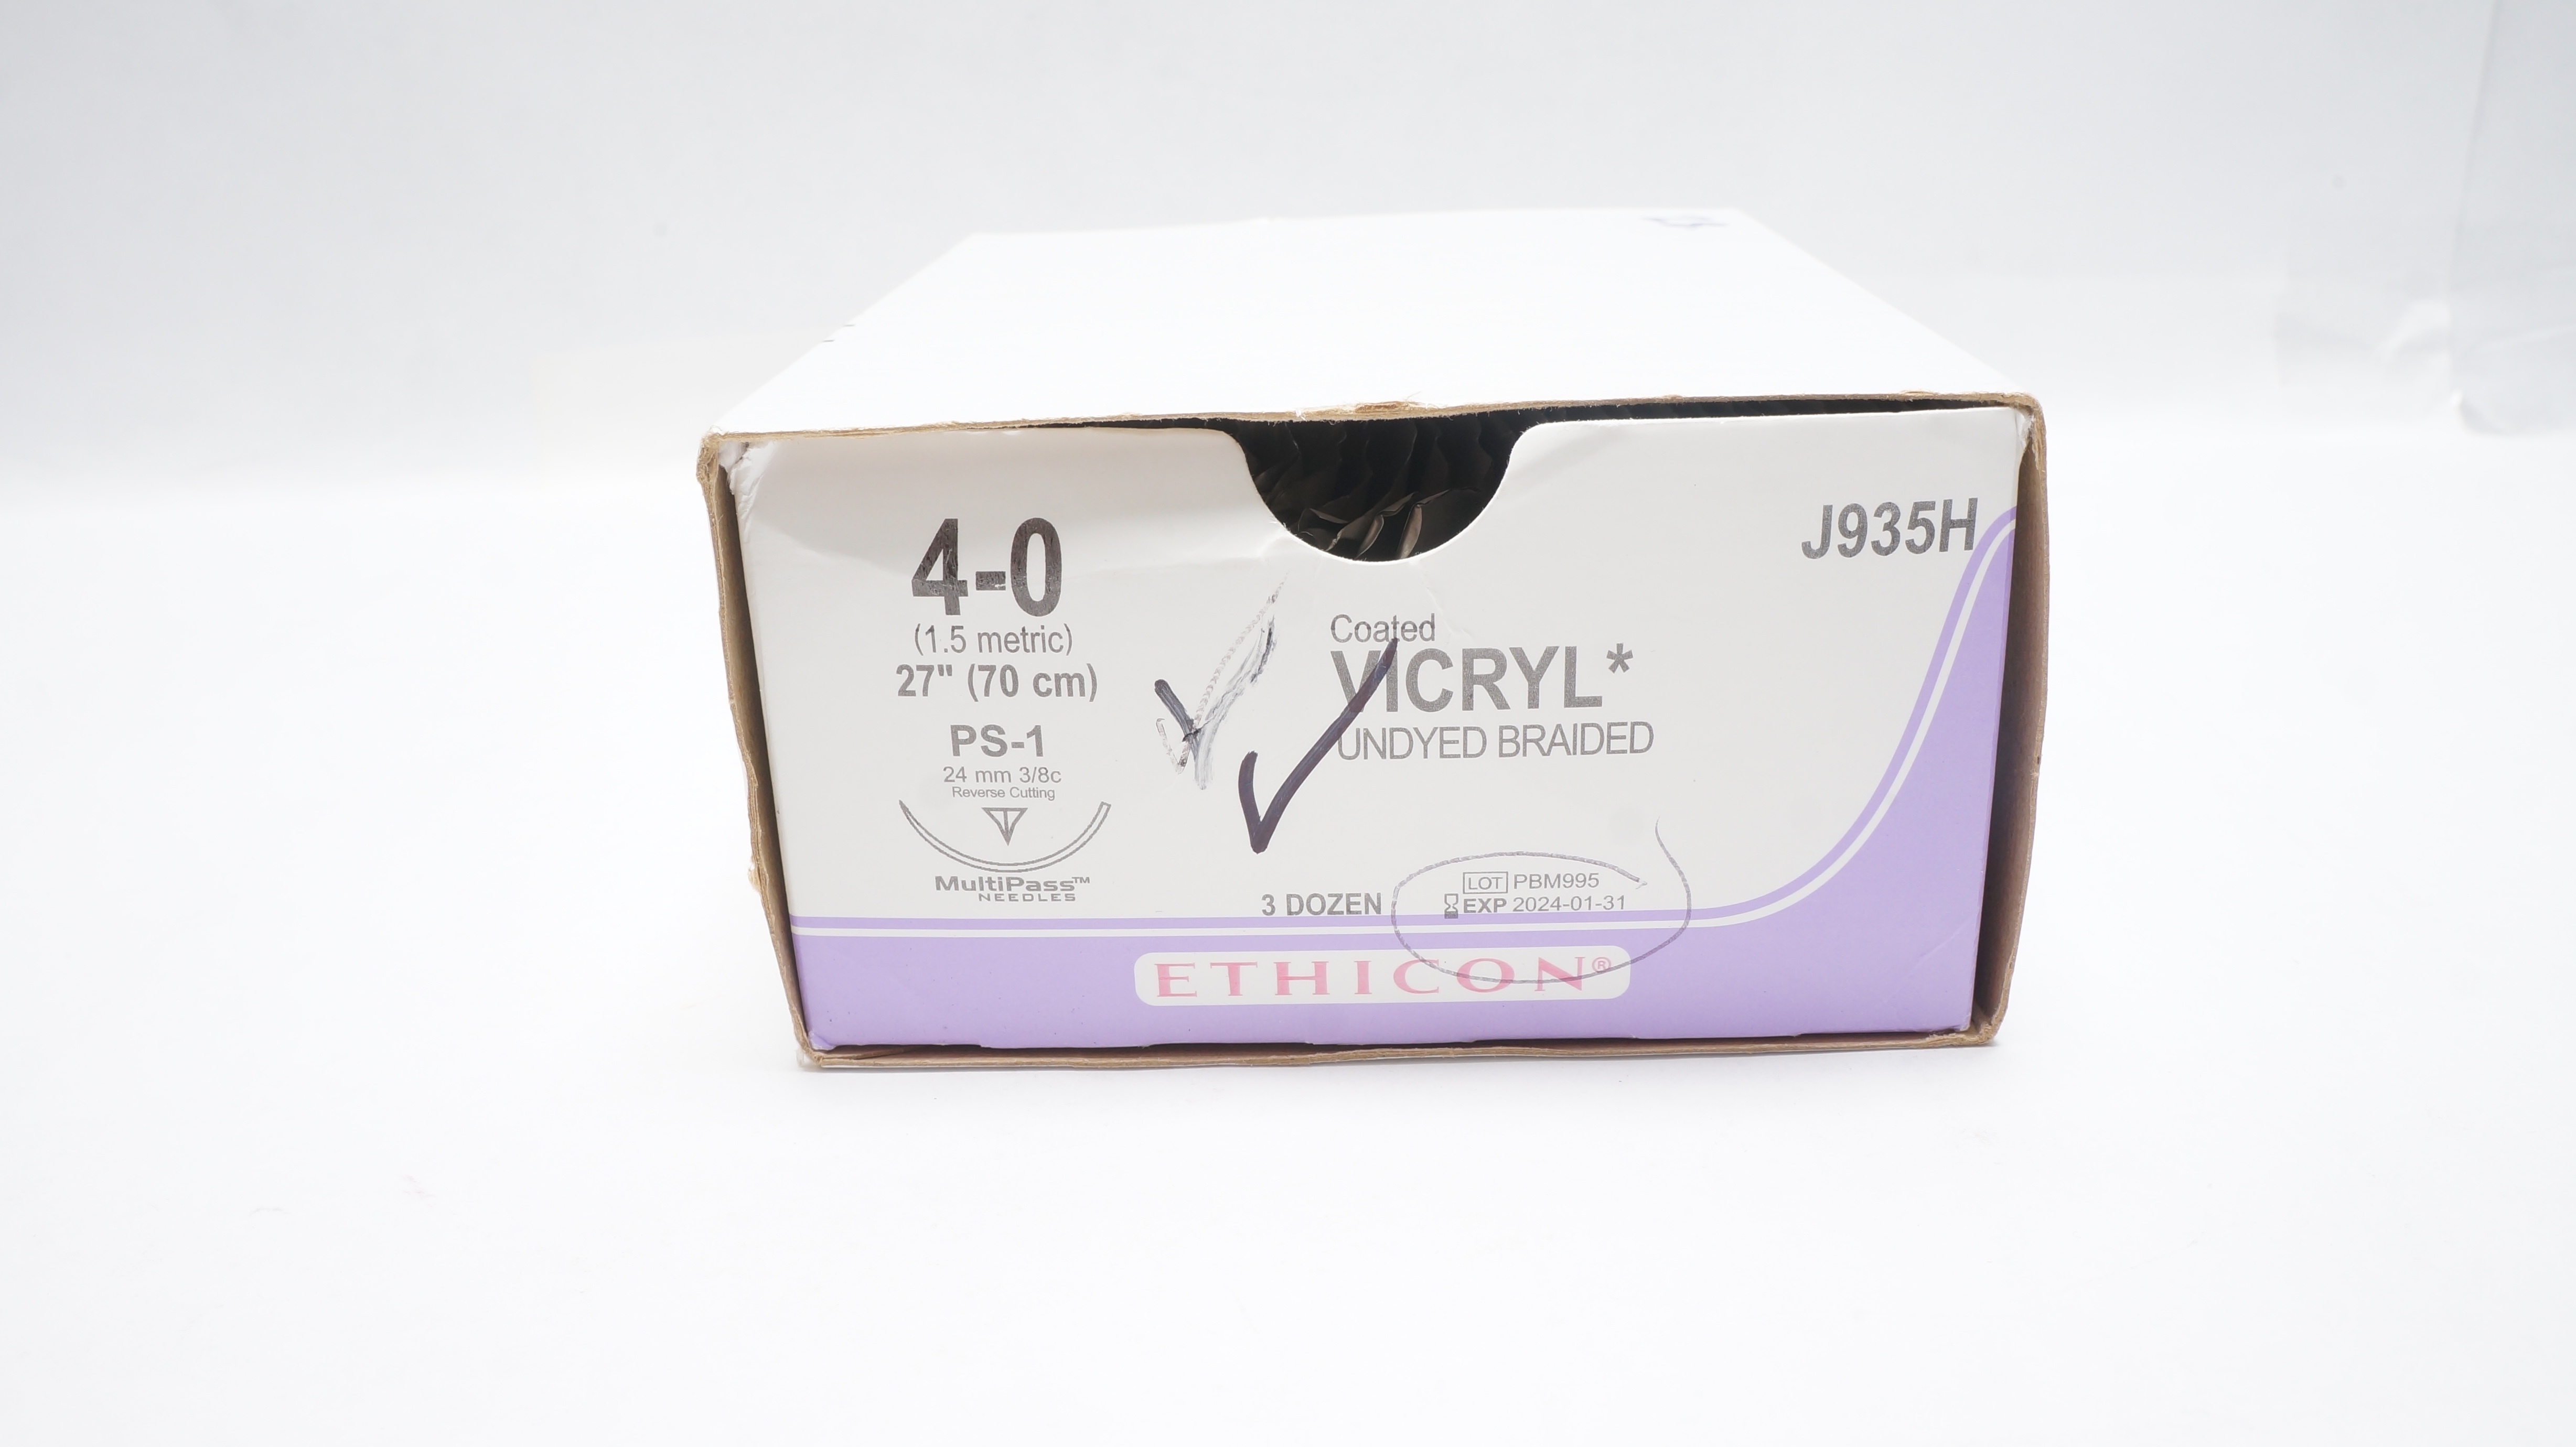 4-0
(1.5 metric)
27" (70 cm)
PS-1
24 mm 3/8c
Reverse Cutting
MultiPass™
NEEDLES
J935H
Coated
VICRYL*
UNDYED BRAIDED
3 DOZEN
LOT PBM995
EXP 2024-01-31
ETHICON®